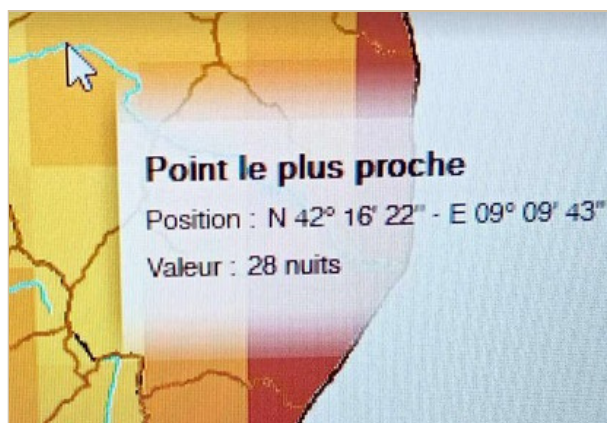 Point le plus proche
Position : N 42° 16' 22" - E 09° 09' 43"
Valeur : 28 nuits